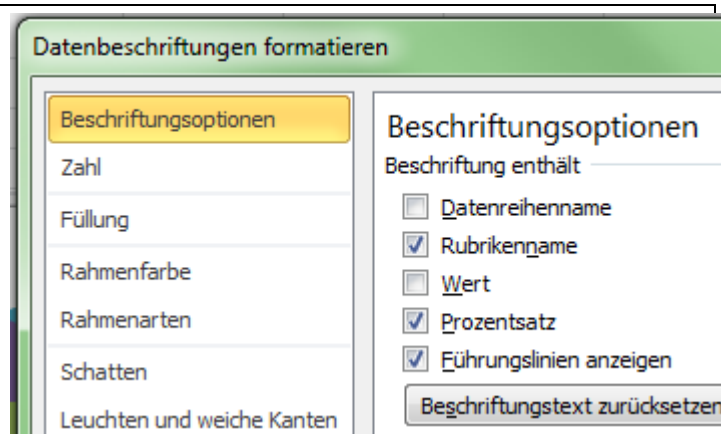 Datenbeschriftungen formatieren
Beschriftungsoptionen
Zahl
Füllung
Rahmenfarbe
Rahmenarten
Schatten
Leuchten und weiche Kanten
Beschriftungsoptionen
Beschriftung enthält
Datenreihenname
Rubrikenname
Wert
Prozentsatz
Führungslinien anzeigen
Beschriftungstext zurücksetzen